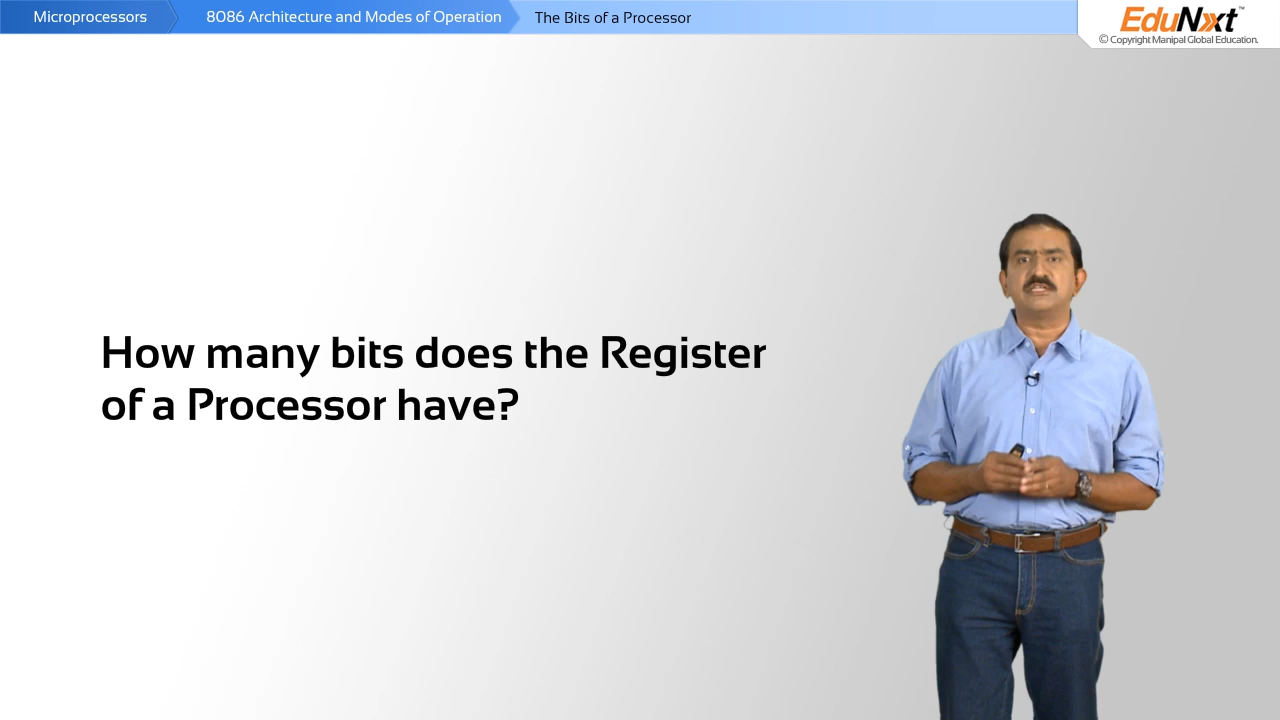 Microprocessors
8086 Architecture and Modes of Operation
The Bits of a Processor
EduNxt™
© Copyright Manipal Global Education.
How many bits does the Register
of a Processor have?